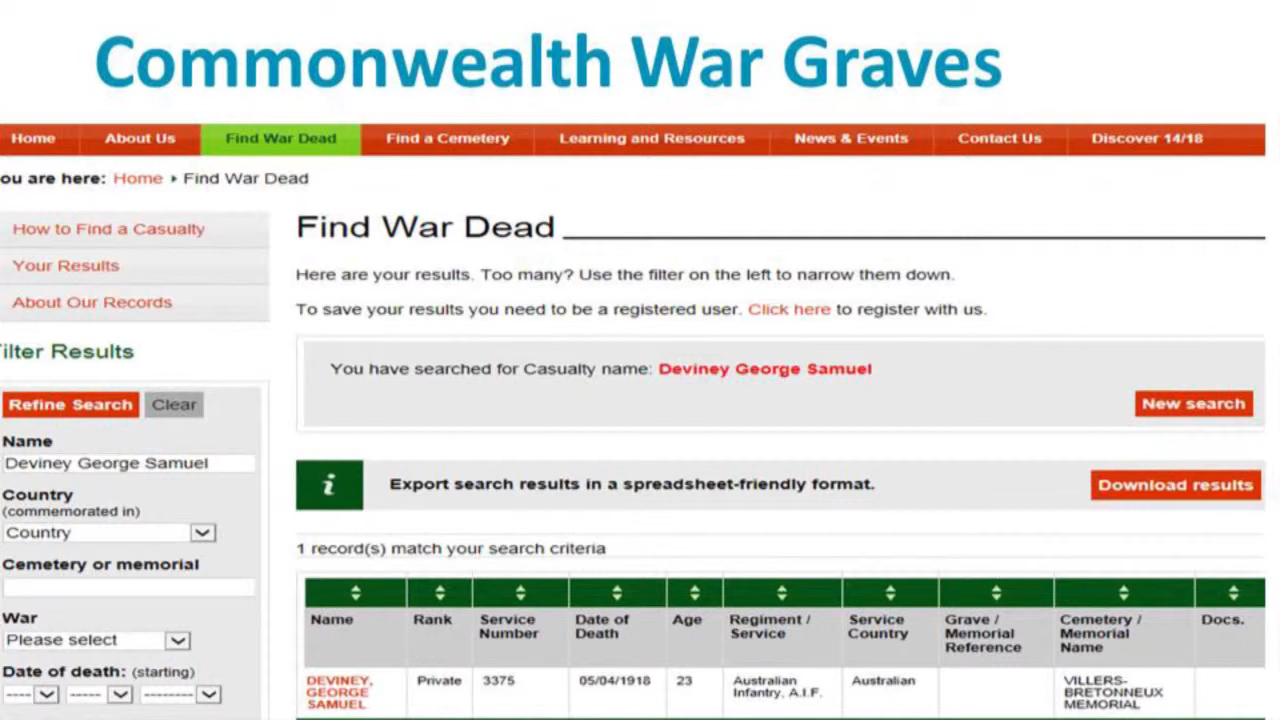 Commonwealth War Graves
Home About Us Find War Dead Find a Cemetery Learning and Resources News & Events Contact Us Discover 14/18
ou are here: Home ▸ Find War Dead
How to Find a Casualty
Your Results
About Our Records
ilter Results
Refine Search Clear
Name
Deviney George Samuel
Country
(commemorated in)
Country
Cemetery or memorial
War
Please select
Date of death: (starting)
---- ----- --------
Find War Dead
Here are your results. Too many? Use the filter on the left to narrow them down.
To save your results you need to be a registered user. Click here to register with us.
You have searched for Casualty name: Deviney George Samuel
New search
i Export search results in a spreadsheet-friendly format. Download results
1 record(s) match your search criteria
Name Rank Service Number Date of Death Age Regiment / Service Service Country Grave / Memorial Reference Cemetery / Memorial Name Docs.
DEVINEY, GEORGE SAMUEL Private 3375 05/04/1918 23 Australian Infantry, A.I.F. Australian VILLERS-BRETONNEUX MEMORIAL